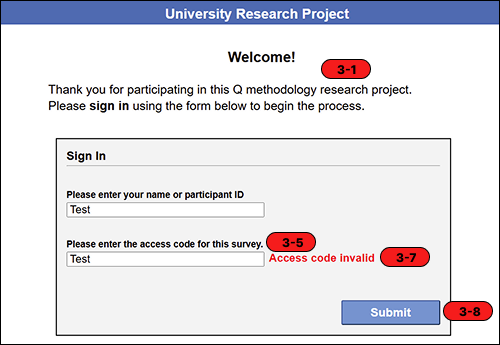 University Research Project
Welcome!
3-1
Thank you for participating in this Q methodology research project.
Please sign in using the form below to begin the process.
Sign In
Please enter your name or participant ID
Test
Please enter the access code for this survey. 3-5
Test Access code invalid 3-7
Submit 3-8